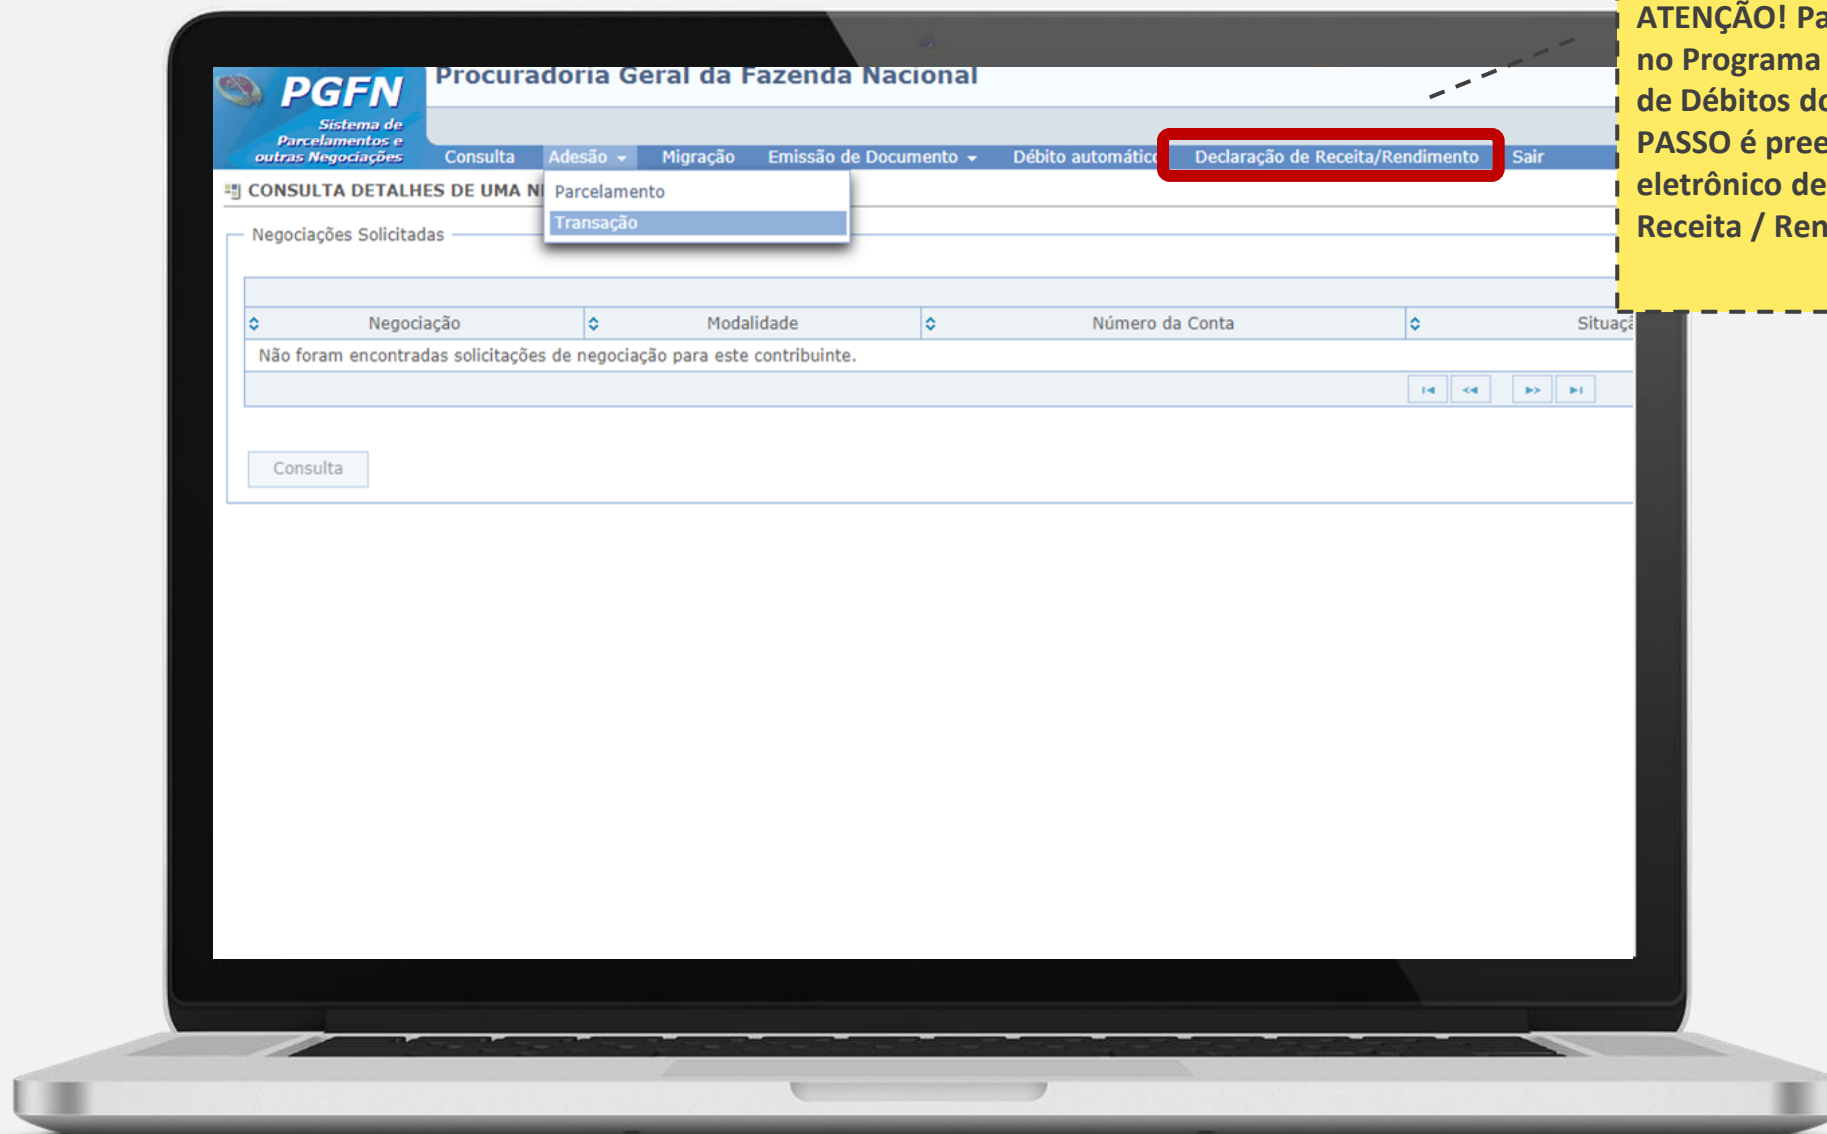 ATENÇÃO! Pa
no Programa
de Débitos do
PASSO é pree
eletrônico de
Receita / Ren
Procuradoria Geral da Fazenda Nacional
PGFN
Sistema de
Parcelamentos e
outras Negociações
Consulta Adesão Migração Emissão de Documento Débito automático Declaração de Receita/Rendimento Sair
CONSULTA DETALHES DE UMA N
Parcelamento
Transação
Negociações Solicitadas
Negociação Modalidade Número da Conta Situaçã
Não foram encontradas solicitações de negociação para este contribuinte.
Consulta